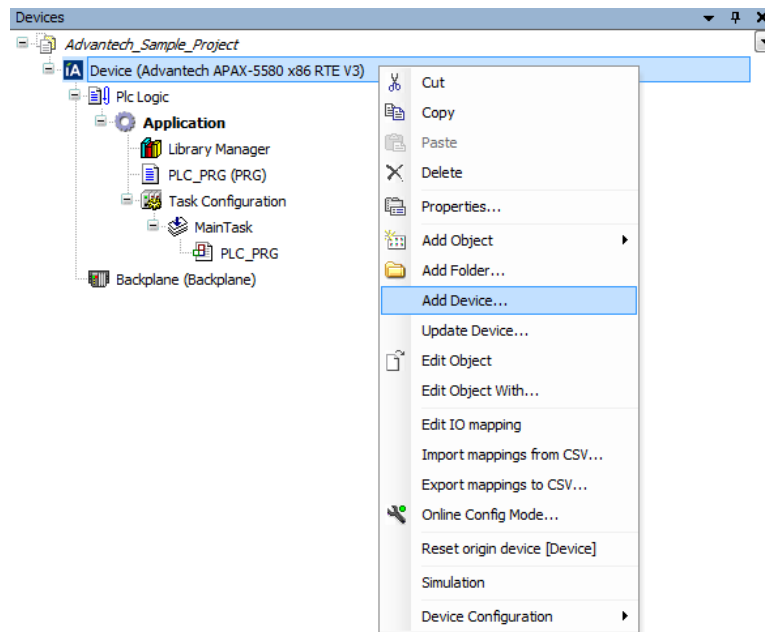 Devices
Advantech_Sample_Project
Device (Advantech APAX-5580 x86 RTE V3)
Plc Logic
Application
Library Manager
PLC_PRG (PRG)
Task Configuration
MainTask
PLC_PRG
Backplane (Backplane)
Cut
Copy
Paste
Delete
Properties...
Add Object
Add Folder...
Add Device...
Update Device...
Edit Object
Edit Object With...
Edit IO mapping
Import mappings from CSV...
Export mappings to CSV...
Online Config Mode...
Reset origin device [Device]
Simulation
Device Configuration